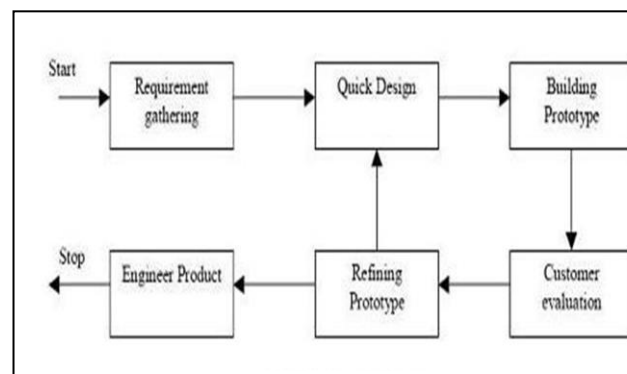 Start
Requirement
gathering
Quick Design
Building
Prototype
Stop
Engineer Product
Refining
Prototype
Customer
evaluation